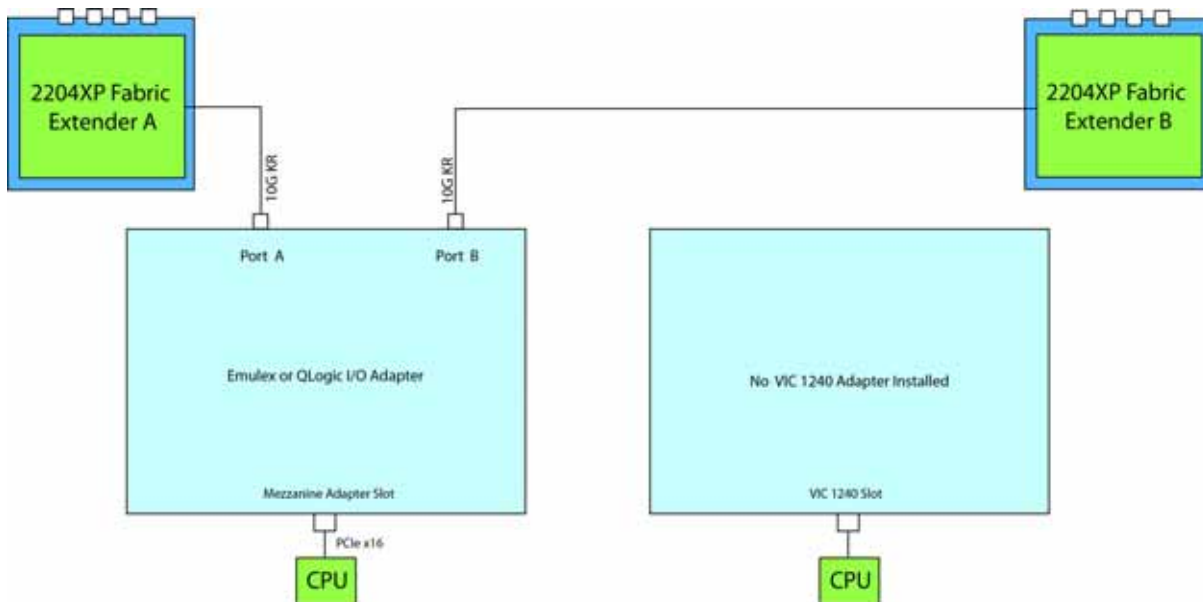 2204XP Fabric
Extender A
2204XP Fabric
Extender B
10G KR
10G KR
Port A
Port B
Emulex or QLogic I/O Adapter
No VIC 1240 Adapter Installed
Mezzanine Adapter Slot
VIC 1240 Slot
PCIe x16
CPU
CPU